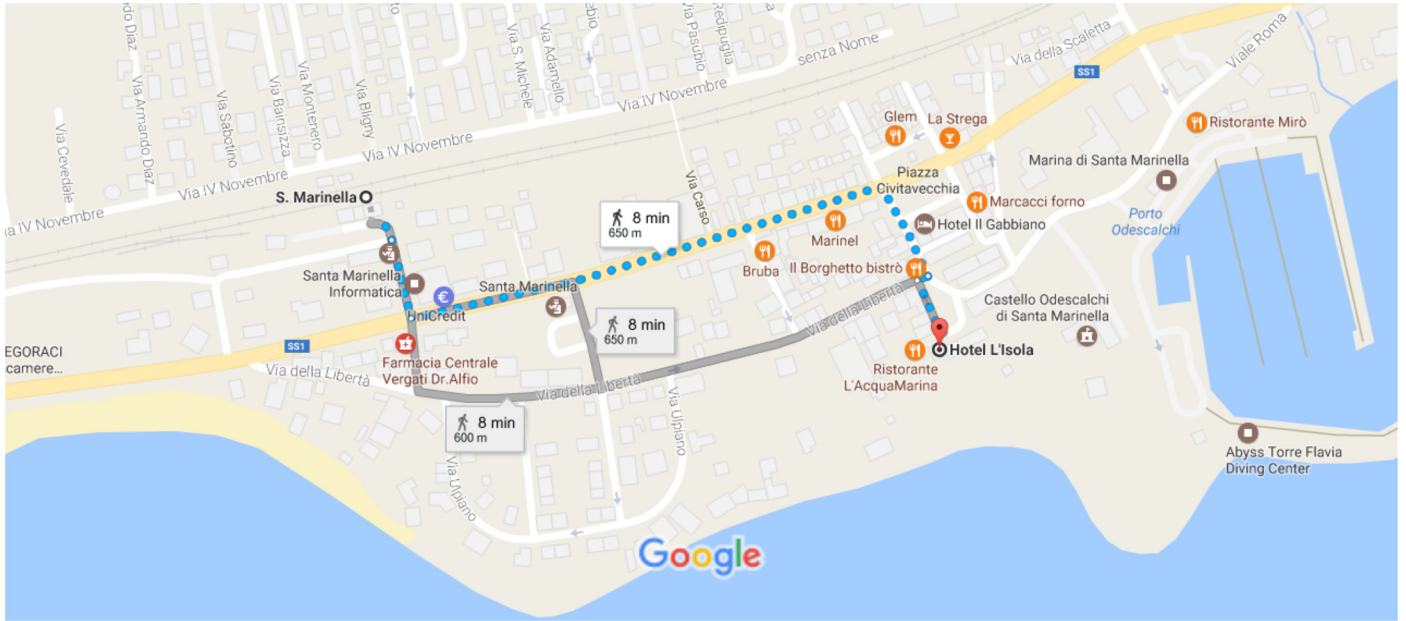 odo Diaz
Via Armando Diaz
Via Cevedale
Via Sabotino
Via Bainsizza
Via Montenero
Via Bligny
Via S. Michele
Via Adamello
ebio
Via Pasubio
Redipuglia
senza Nome
Via della Scaletta
Viale Roma
SS1
Via IV Novembre
Via IV Novembre
Via IV Novembre
ia IV Novembre
Glem
La Strega
Ristorante Mirò
Marina di Santa Marinella
Piazza
Civitavecchia
Via Carso
S. Marinella
8 min
650 m
Marcacci forno
Porto
Odescalchi
Hotel Il Gabbiano
Marinel
Bruba
Il Borghetto bistrò
Santa Marinella
Informatica
Santa Marinella
UniCredit
Castello Odescalchi
di Santa Marinella
8 min
650 m
Via della Libertà
SS1
EGORACI
camere...
Farmacia Centrale
Vergati Dr.Alfio
Hotel L'Isola
Ristorante
L'AcquaMarina
Via della Libertà
Via della Libertà
8 min
600 m
Via Ulpiano
Via Ulpiano
Abyss Torre Flavia
Diving Center
Google